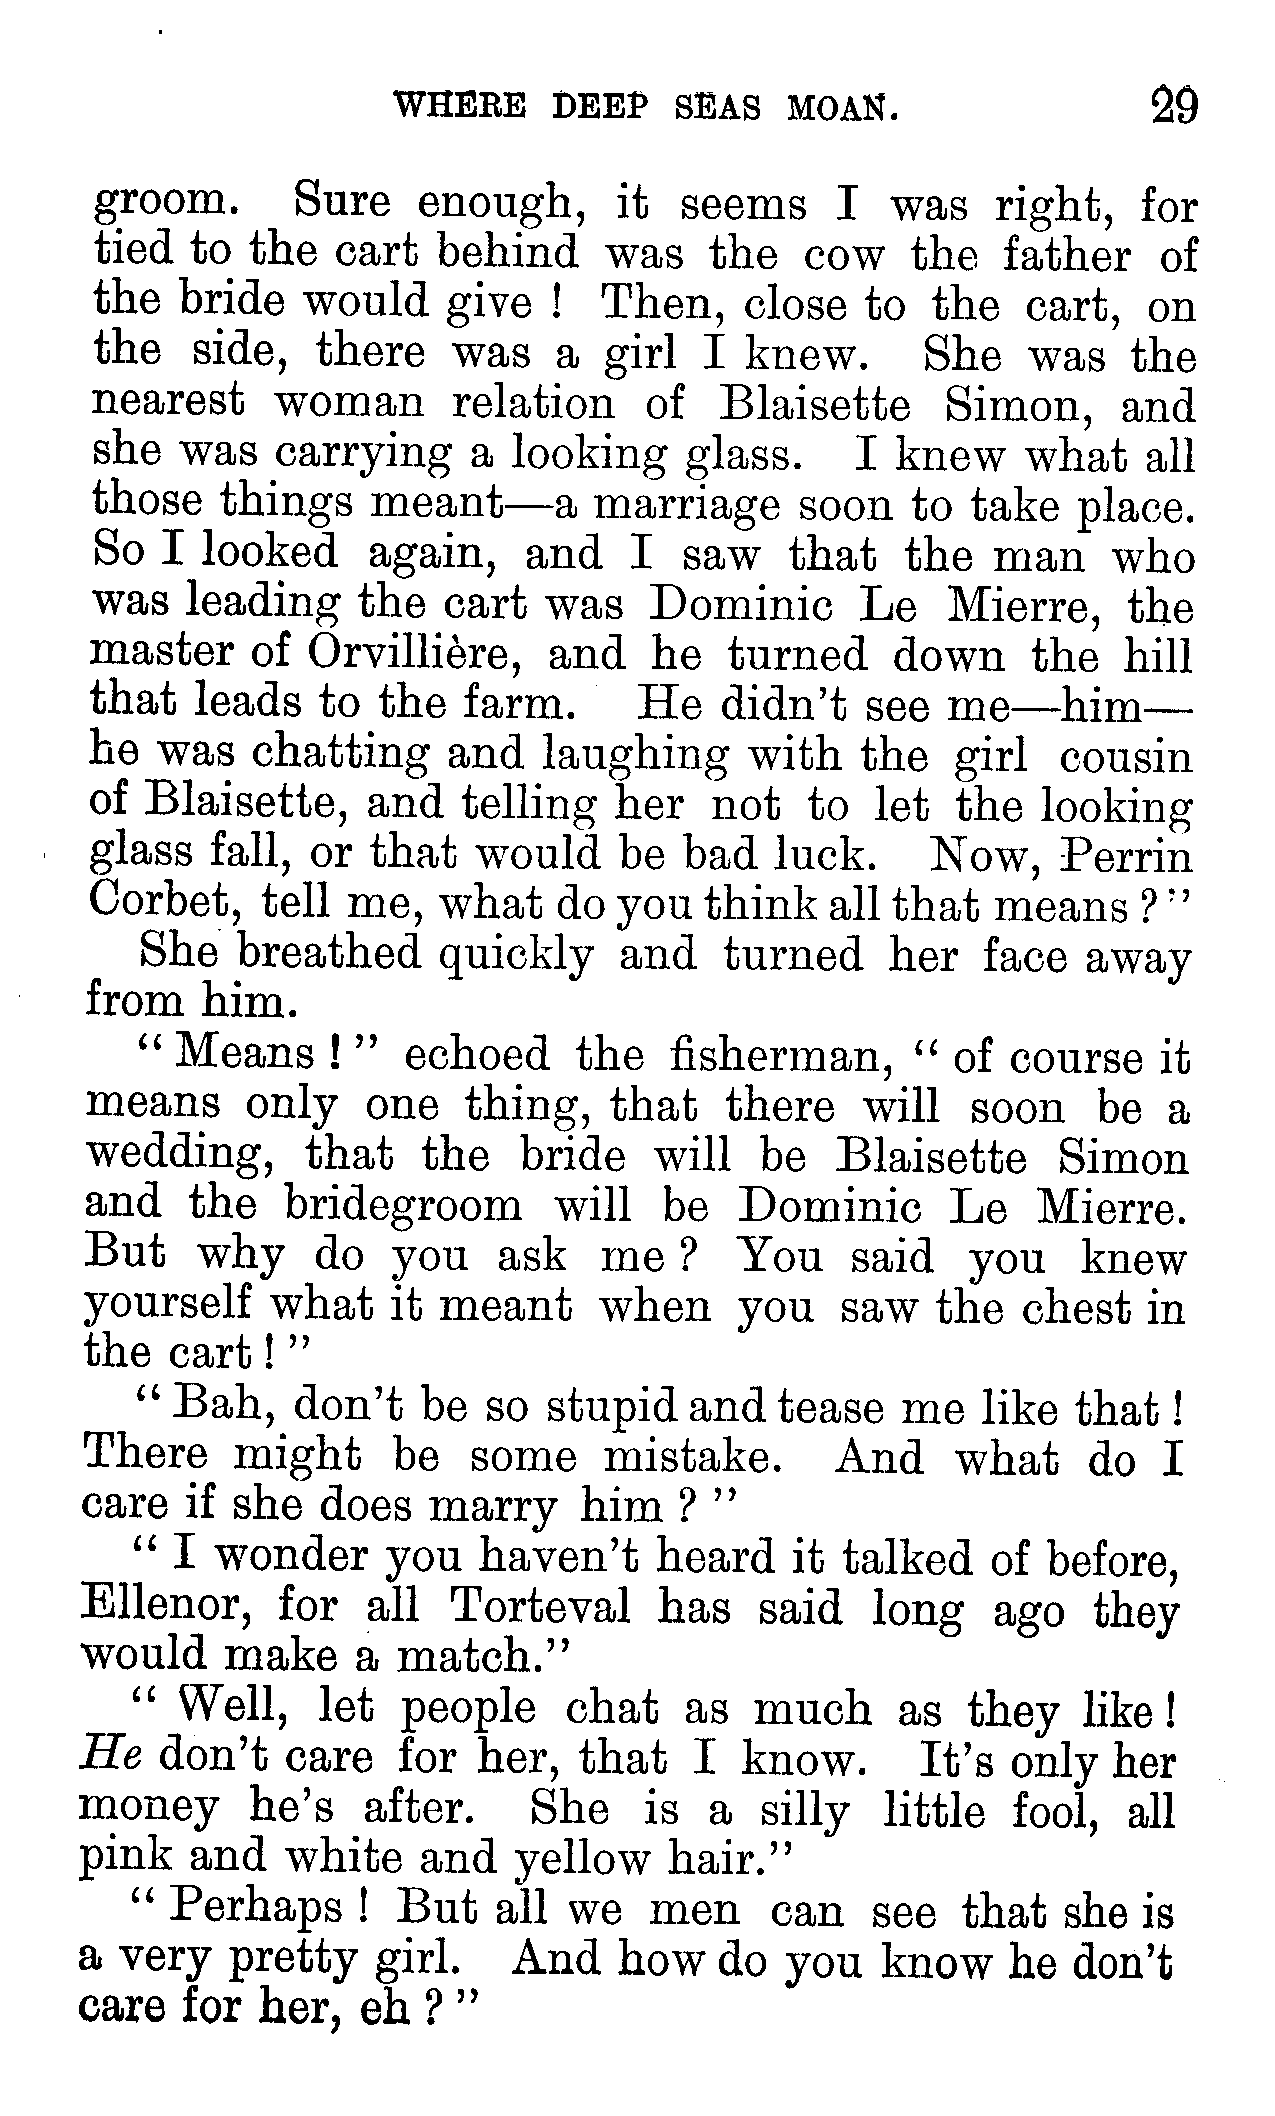 WHERE DEEP SEAS MOAN. 29
groom. Sure enough, it seems I was right, for
tied to the cart behind was the cow the father of
the bride would give ! Then, close to the cart, on
the side, there was a girl I knew. She was the
nearest woman relation of Blaisette Simon, and
she was carrying a looking glass. I knew what all
those things meant—a marriage soon to take place.
So I looked again, and I saw that the man who
was leading the cart was Dominic Le Mierre, the
master of Orvillière, and he turned down the hill
that leads to the farm. He didn't see me—him—
he was chatting and laughing with the girl cousin
of Blaisette, and telling her not to let the looking
glass fall, or that would be bad luck. Now, Perrin
Corbet, tell me, what do you think all that means ?"
She breathed quickly and turned her face away
from him.
" Means ! " echoed the fisherman, " of course it
means only one thing, that there will soon be a
wedding, that the bride will be Blaisette Simon
and the bridegroom will be Dominic Le Mierre.
But why do you ask me ? You said you knew
yourself what it meant when you saw the chest in
the cart ! "
" Bah, don't be so stupid and tease me like that !
There might be some mistake. And what do I
care if she does marry him ? "
" I wonder you haven't heard it talked of before,
Ellenor, for all Torteval has said long ago they
would make a match."
" Well, let people chat as much as they like !
He don't care for her, that I know. It's only her
money he's after. She is a silly little fool, all
pink and white and yellow hair."
" Perhaps ! But all we men can see that she is
a very pretty girl. And how do you know he don't
care for her, eh ? "